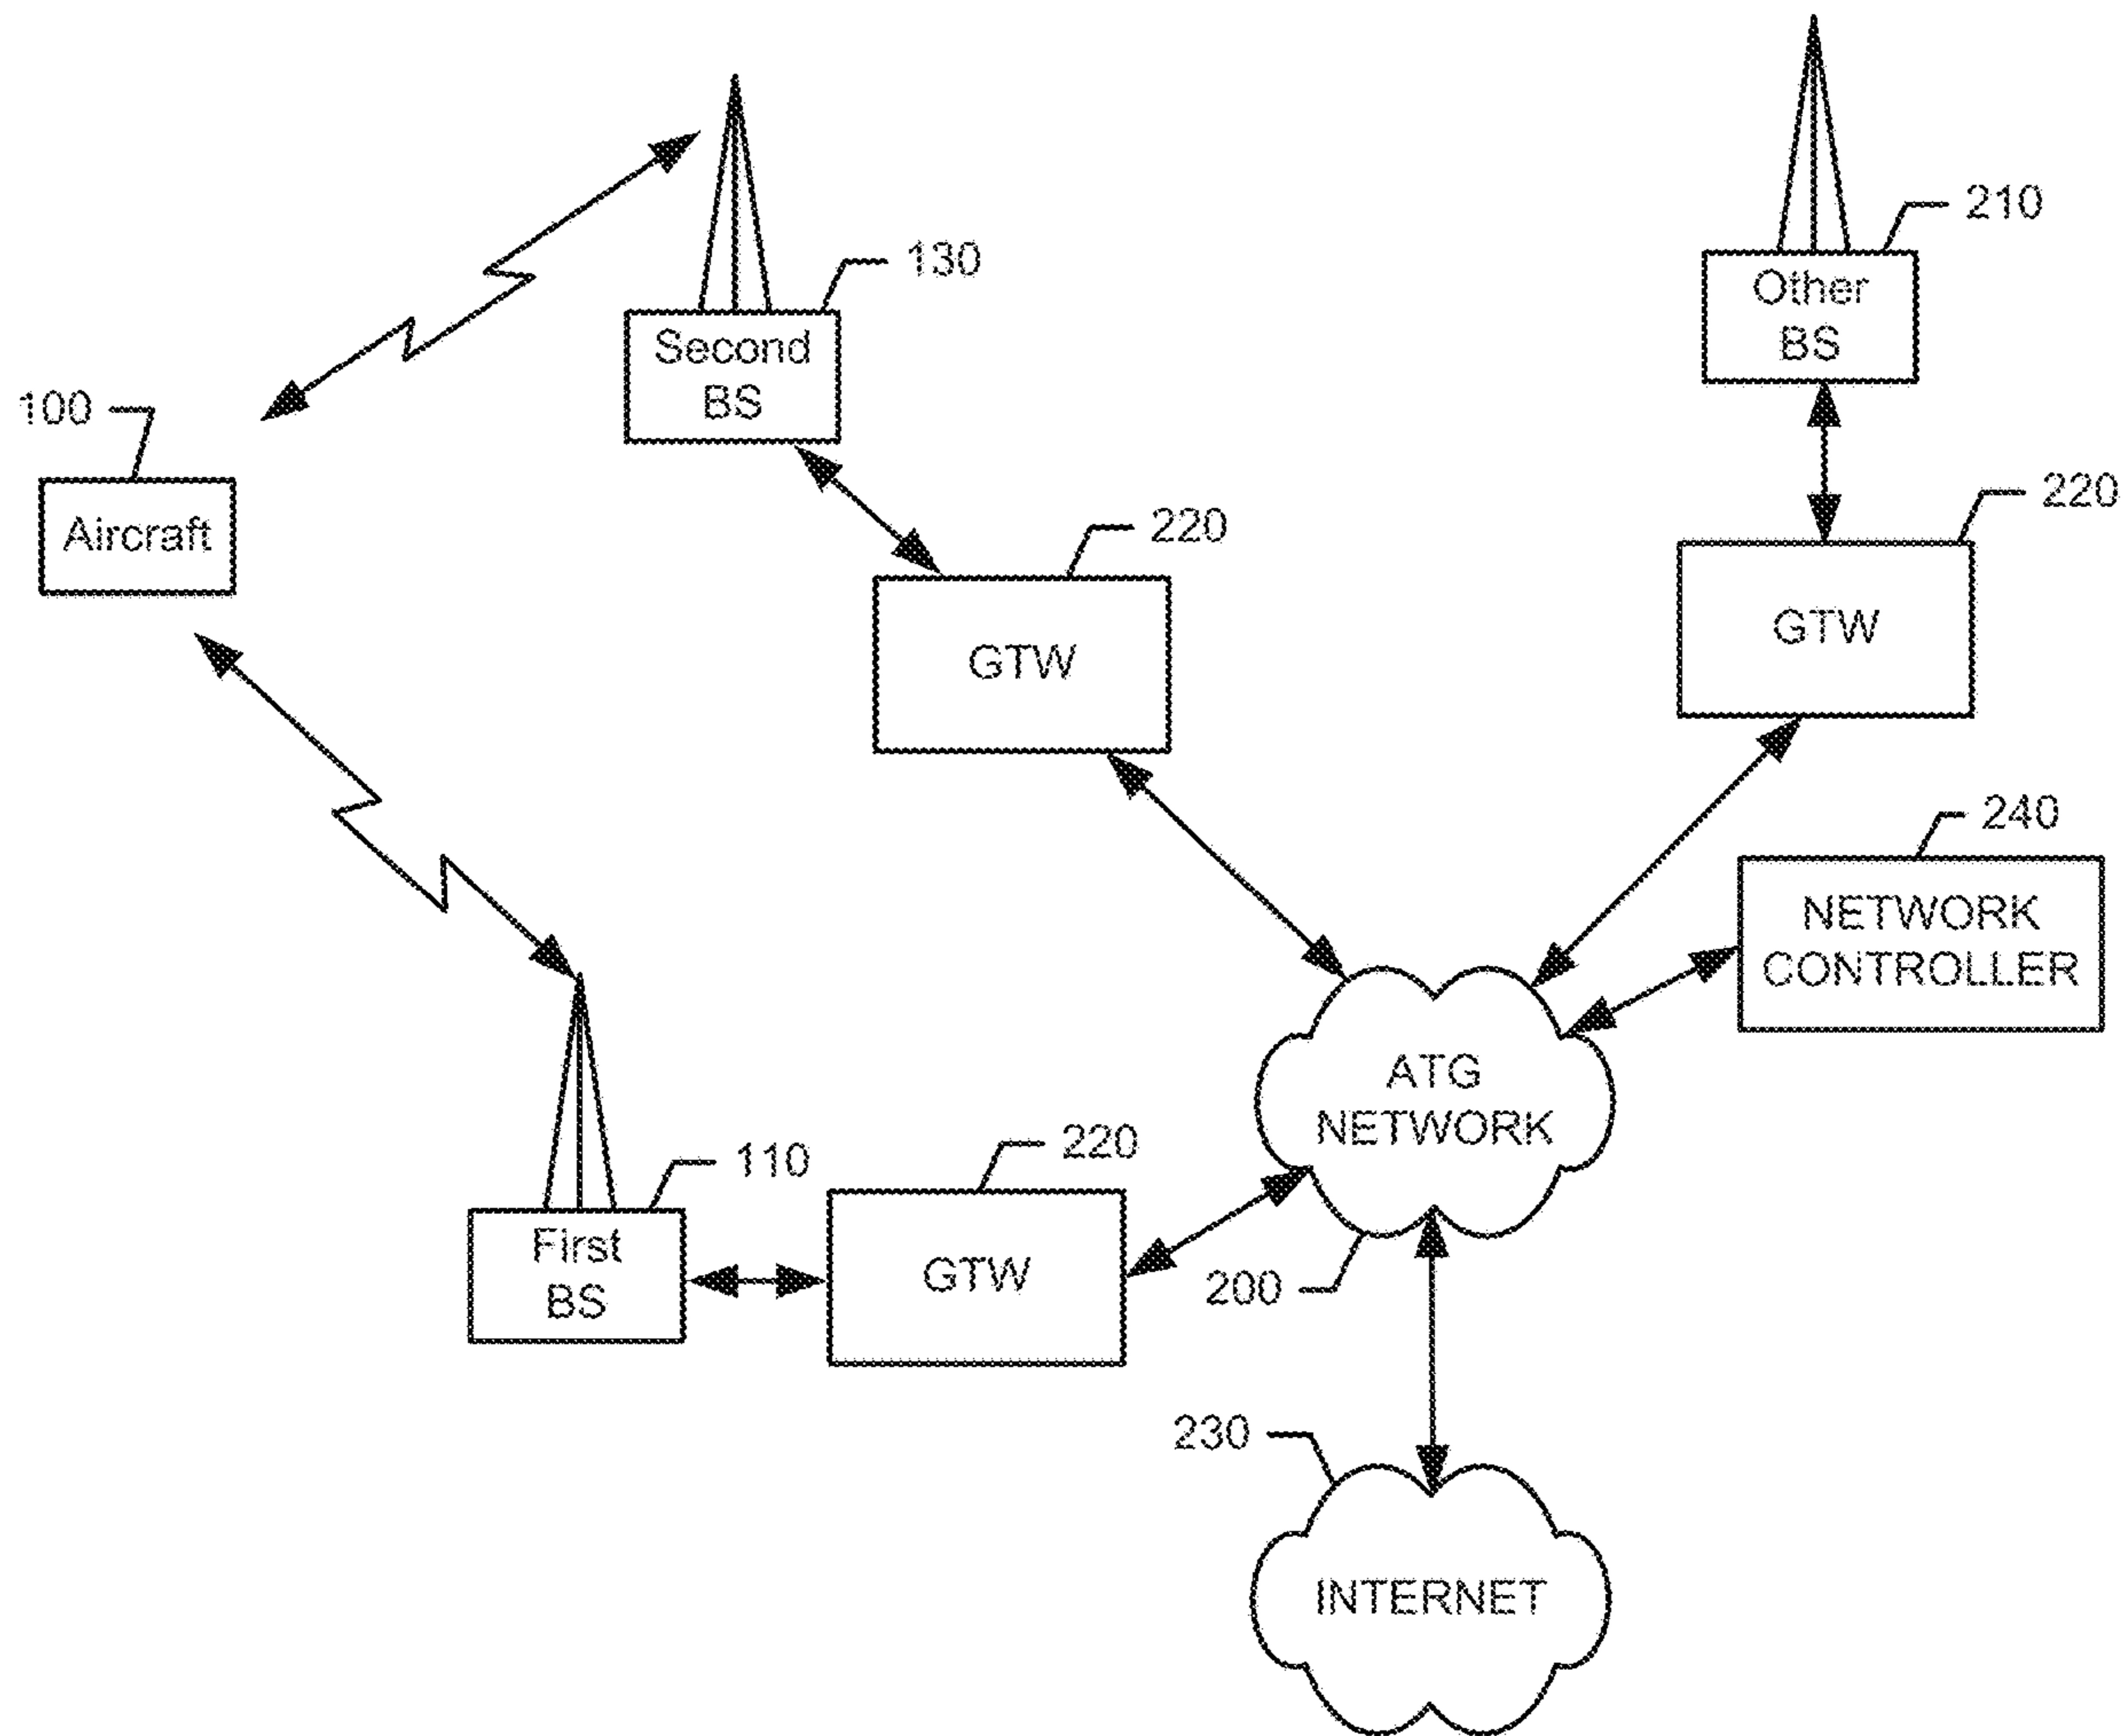 210
130
Other
BS
Second
BS
100
220
220
Aircraft
GTW
GTW
240
NETWORK
CONTROLLER
ATG
NETWORK
220
110
First
BS
GTW
200
230
INTERNET